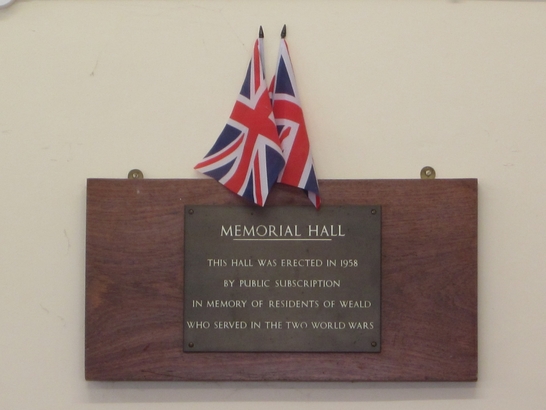 MEMORIAL HALL
THIS HALL WAS ERECTED IN 1958
BY PUBLIC SUBSCRIPTION
IN MEMORY OF RESIDENTS OF WEALD
WHO SERVED IN THE TWO WORLD WARS